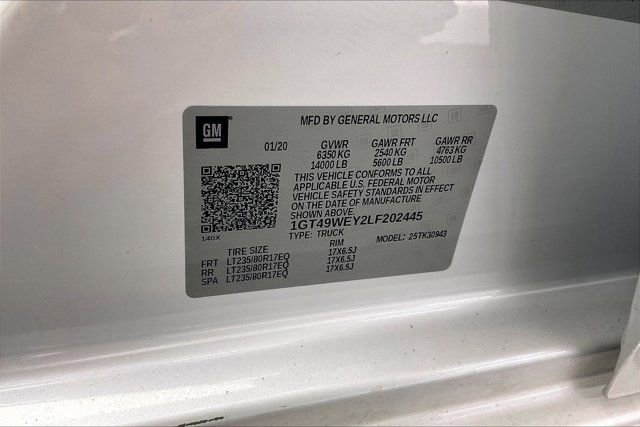 GM
MFD BY GENERAL MOTORS LLC
01/20 GVWR GAWR FRT GAWR RR
6350 KG 2540 KG 4763 KG
14000 LB 5600 LB 10500 LB
THIS VEHICLE CONFORMS TO ALL
APPLICABLE U.S. FEDERAL MOTOR
VEHICLE SAFETY STANDARDS IN EFFECT
ON THE DATE OF MANUFACTURE
SHOWN ABOVE.
1GT49WEY2LF202445
140X TYPE: TRUCK MODEL: 25TK30943
TIRE SIZE RIM
FRT LT235/80R17EQ 17X6.5J
RR LT235/80R17EQ 17X6.5J
SPA LT235/80R17EQ 17X6.5J